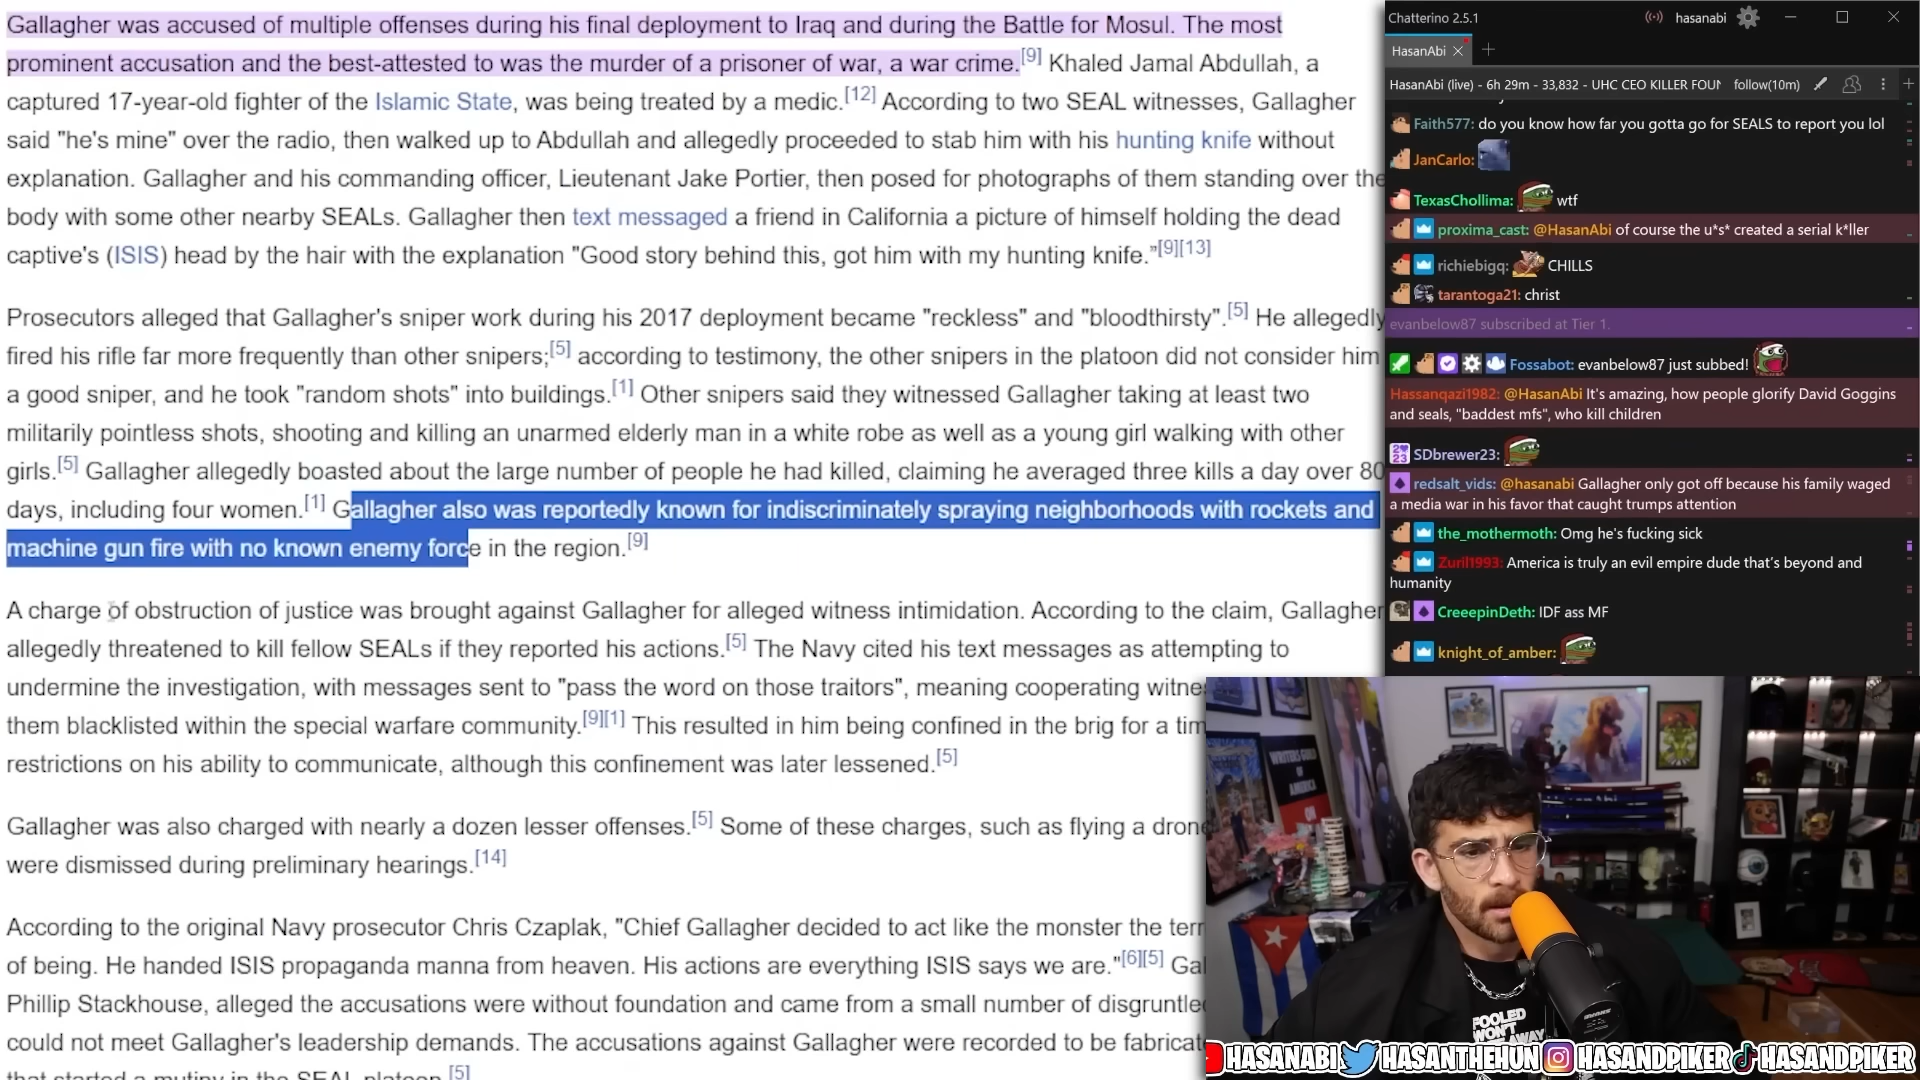 Gallagher was accused of multiple offenses during his final deployment to Iraq and during the Battle for Mosul. The most
prominent accusation and the best-attested to was the murder of a prisoner of war, a war crime.[9] Khaled Jamal Abdullah, a
captured 17-year-old fighter of the Islamic State, was being treated by a medic.[12] According to two SEAL witnesses, Gallagher
said "he's mine" over the radio, then walked up to Abdullah and allegedly proceeded to stab him with his hunting knife without
explanation. Gallagher and his commanding officer, Lieutenant Jake Portier, then posed for photographs of them standing over the
body with some other nearby SEALs. Gallagher then text messaged a friend in California a picture of himself holding the dead
captive's (ISIS) head by the hair with the explanation "Good story behind this, got him with my hunting knife."[9][13]
Prosecutors alleged that Gallagher's sniper work during his 2017 deployment became "reckless" and "bloodthirsty".[5] He allegedly
fired his rifle far more frequently than other snipers;[5] according to testimony, the other snipers in the platoon did not consider him
a good sniper, and he took "random shots" into buildings.[1] Other snipers said they witnessed Gallagher taking at least two
militarily pointless shots, shooting and killing an unarmed elderly man in a white robe as well as a young girl walking with other
girls.[5] Gallagher allegedly boasted about the large number of people he had killed, claiming he averaged three kills a day over 80
days, including four women.[1] Gallagher also was reportedly known for indiscriminately spraying neighborhoods with rockets and
machine gun fire with no known enemy force in the region.[9]
A charge of obstruction of justice was brought against Gallagher for alleged witness intimidation. According to the claim, Gallagher
allegedly threatened to kill fellow SEALs if they reported his actions.[5] The Navy cited his text messages as attempting to
undermine the investigation, with messages sent to "pass the word on those traitors", meaning cooperating witne
them blacklisted within the special warfare community.[9][1] This resulted in him being confined in the brig for a tim
restrictions on his ability to communicate, although this confinement was later lessened.[5]
Gallagher was also charged with nearly a dozen lesser offenses.[5] Some of these charges, such as flying a drone
were dismissed during preliminary hearings.[14]
According to the original Navy prosecutor Chris Czaplak, "Chief Gallagher decided to act like the monster the terr
of being. He handed ISIS propaganda manna from heaven. His actions are everything ISIS says we are."[6][5] Gal
Phillip Stackhouse, alleged the accusations were without foundation and came from a small number of disgruntled
could not meet Gallagher's leadership demands. The accusations against Gallagher were recorded to be fabricat
that started a mutiny in the SEAL platoon.[5]
Chatterino 2.5.1
hasanabi
HasanAbi
HasanAbi (live) - 6h 29m - 33,832 - UHC CEO KILLER FOUN follow(10m)
Faith577: do you know how far you gotta go for SEALS to report you lol
JanCarlo:
TexasChollima: wtf
proxima_cast: @HasanAbi of course the u*s* created a serial k*ller
richiebigq: CHILLS
tarantoga21: christ
evanbelow87 subscribed at Tier 1.
Fossabot: evanbelow87 just subbed!
Hassanqazi1982: @HasanAbi It's amazing, how people glorify David Goggins
and seals, "baddest mfs", who kill children
SDbrewer23:
redsalt_vids: @hasanabi Gallagher only got off because his family waged
a media war in his favor that caught trumps attention
the_mothermoth: Omg he's fucking sick
Zuril1993: America is truly an evil empire dude that's beyond and
humanity
CreeepinDeth: IDF ass MF
knight_of_amber:
WRITERS GUILD
OF
AMERICA
FOOLED
WON'T
HASANABI HASANTHEHUN HASANDPIKER HASANDPIKER